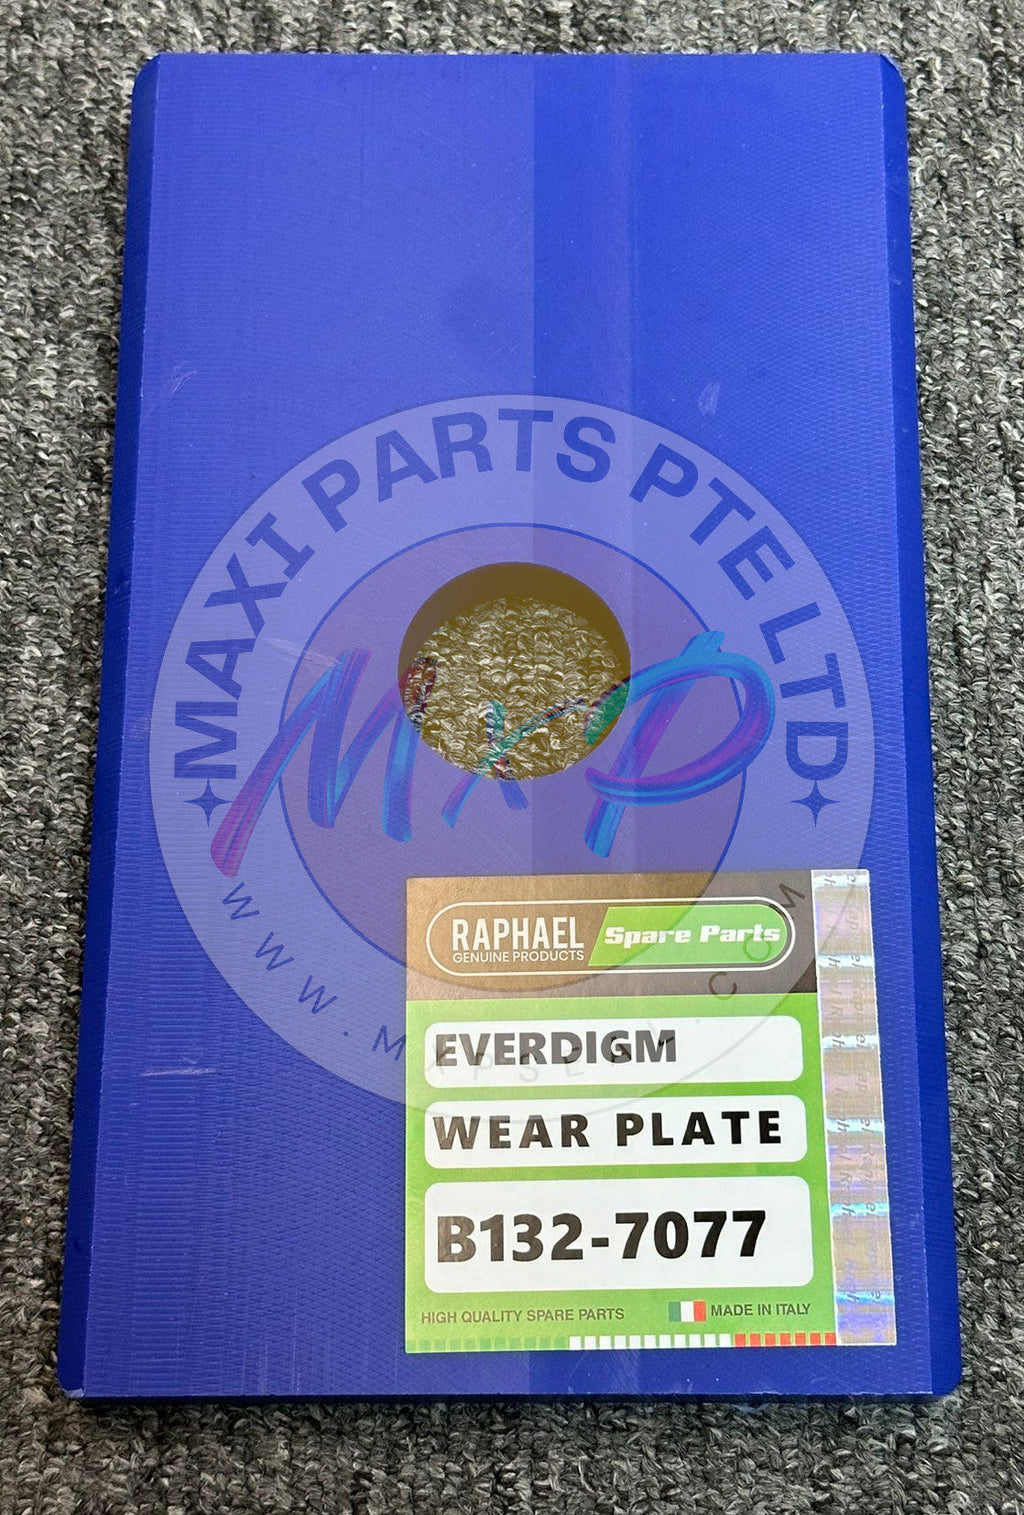 MAXI PARTS PTE LTD
MxP
RAPHAEL
GENUINE PRODUCTS
Spare Parts
EVERDIGM
WEAR PLATE
B132-7077
HIGH QUALITY SPARE PARTS
MADE IN ITALY